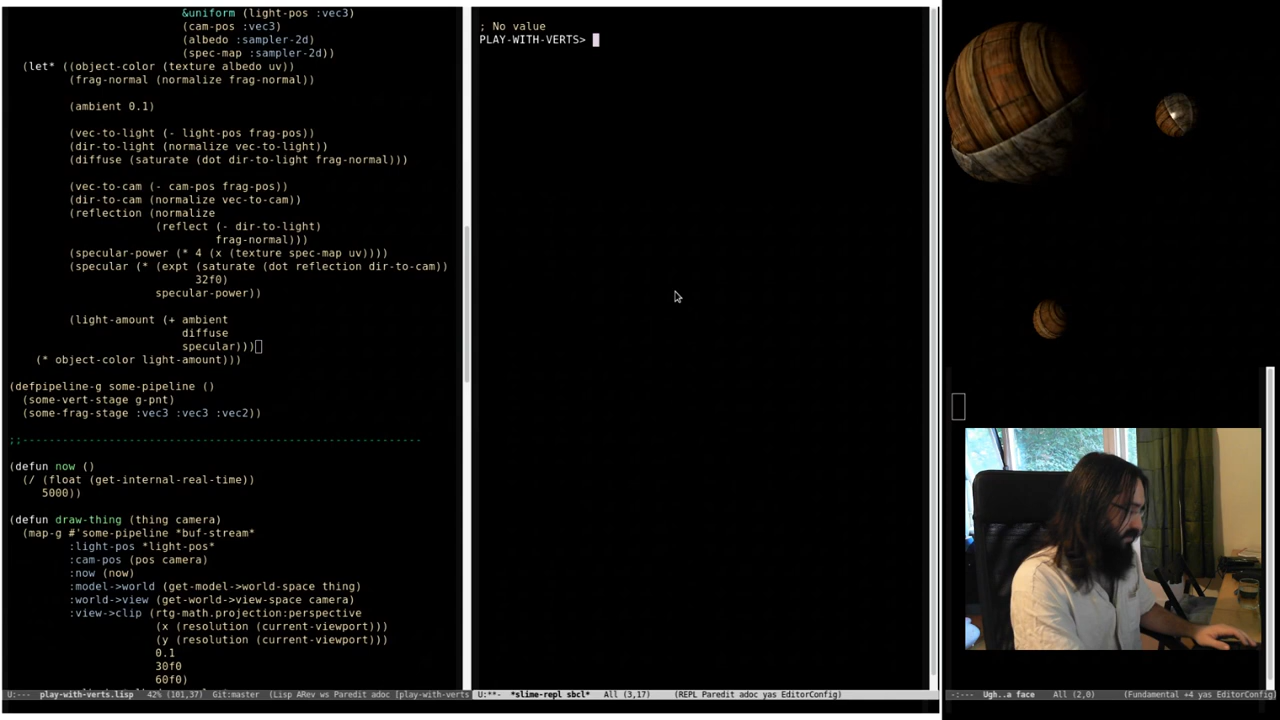 &uniform (light-pos :vec3)
(cam-pos :vec3)
(albedo :sampler-2d)
(spec-map :sampler-2d))
(let* ((object-color (texture albedo uv))
(frag-normal (normalize frag-normal))
(ambient 0.1)
(vec-to-light (- light-pos frag-pos))
(dir-to-light (normalize vec-to-light))
(diffuse (saturate (dot dir-to-light frag-normal)))
(vec-to-cam (- cam-pos frag-pos))
(dir-to-cam (normalize vec-to-cam))
(reflection (normalize
(reflect (- dir-to-light)
frag-normal)))
(specular-power (* 4 (x (texture spec-map uv))))
(specular (* (expt (saturate (dot reflection dir-to-cam))
32f0)
specular-power))
(light-amount (+ ambient
diffuse
specular)))
(* object-color light-amount)))
(defpipeline-g some-pipeline ()
(some-vert-stage g-pnt)
(some-frag-stage :vec3 :vec3 :vec2))
;;------------------------------------------------------------
(defun now ()
(/ (float (get-internal-real-time))
5000))
(defun draw-thing (thing camera)
(map-g #'some-pipeline *buf-stream*
:light-pos *light-pos*
:cam-pos (pos camera)
:now (now)
:model->world (get-model->world-space thing)
:world->view (get-world->view-space camera)
:view->clip (rtg-math.projection:perspective
(x (resolution (current-viewport)))
(y (resolution (current-viewport)))
0.1
30f0
60f0)
U:--- play-with-verts.lisp 42% (101,37) Git:master (Lisp ARev ws Paredit adoc [play-with-verts
; No value
PLAY-WITH-VERTS>
U:**- *slime-repl sbcl* All (3,17) (REPL Paredit adoc yas EditorConfig)
-:--- Ugh..a face All (2,0) (Fundamental +4 yas EditorConfig)